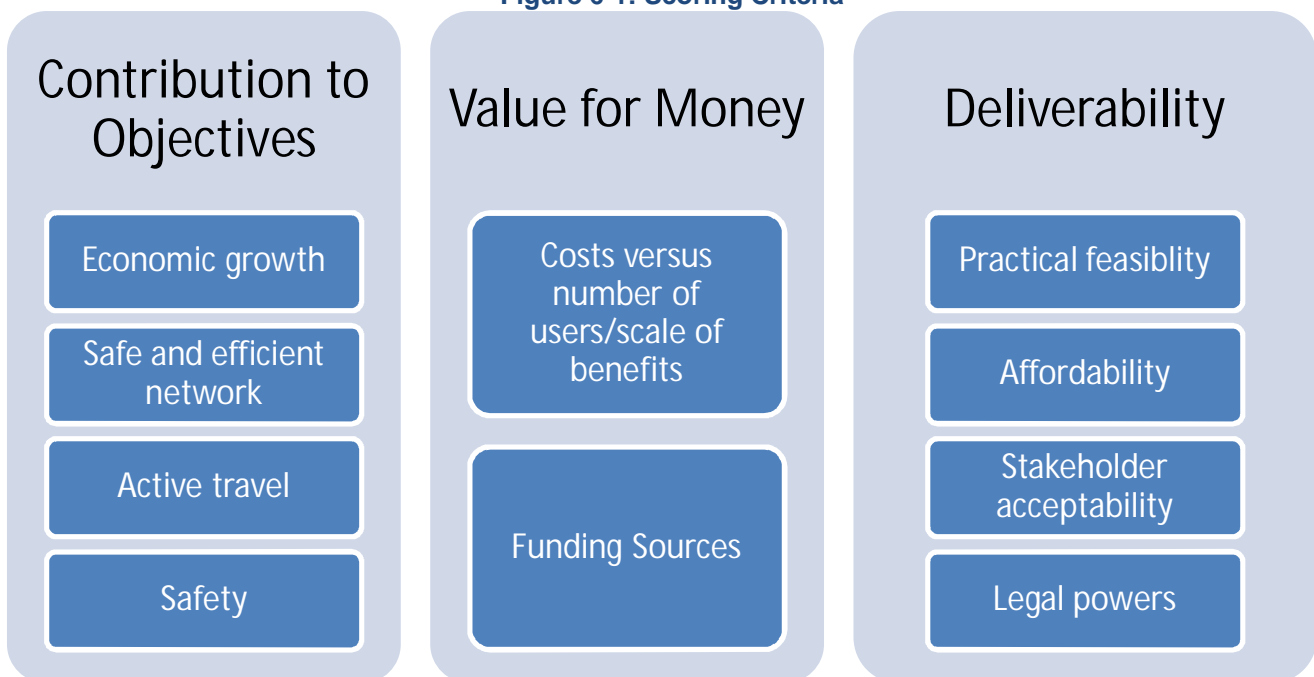 Contribution to
Objectives
Economic growth
Safe and efficient
network
Active travel
Safety
Value for Money
Costs versus
number of
users/scale of
benefits
Funding Sources
Deliverability
Practical feasiblity
Affordability
Stakeholder
acceptability
Legal powers